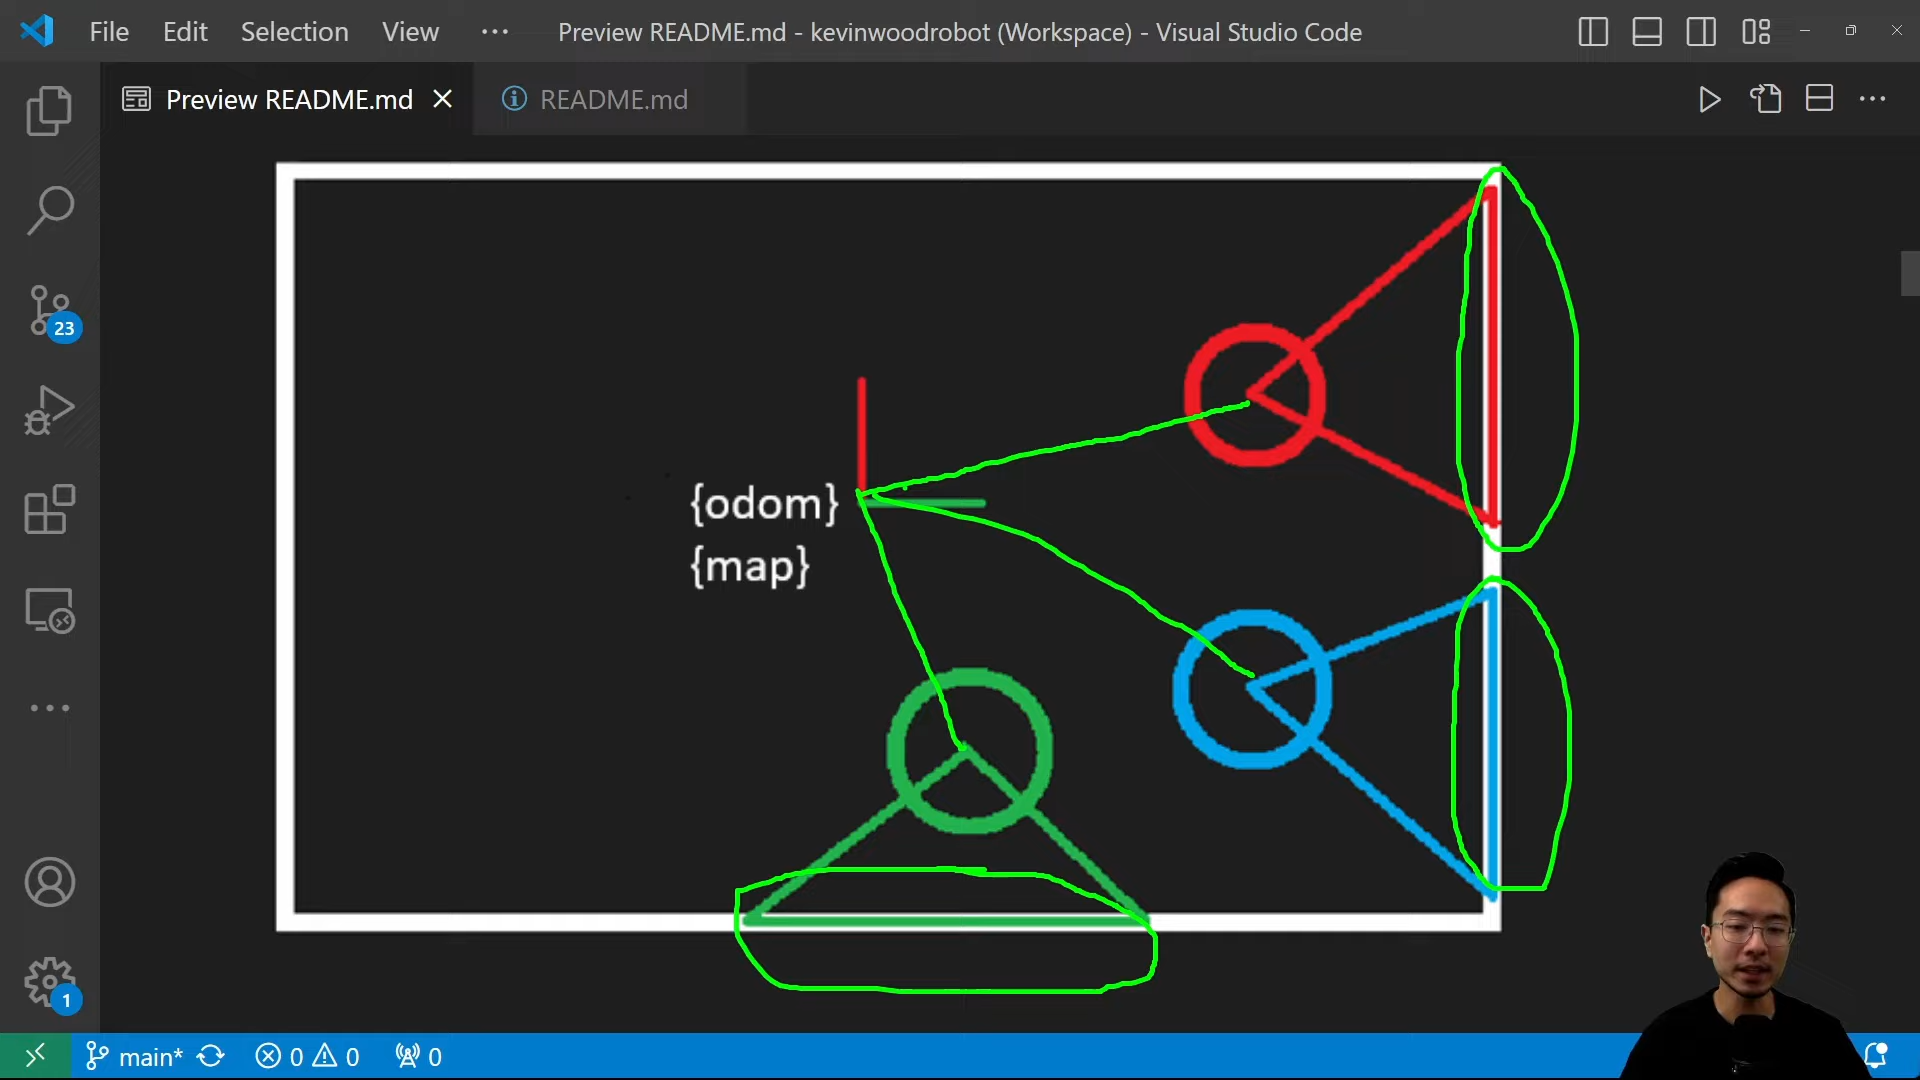 File Edit Selection View ··· Preview README.md - kevinwoodrobot (Workspace) - Visual Studio Code
Preview README.md README.md
{odom}
{map}
23
1
main* 0 0 0